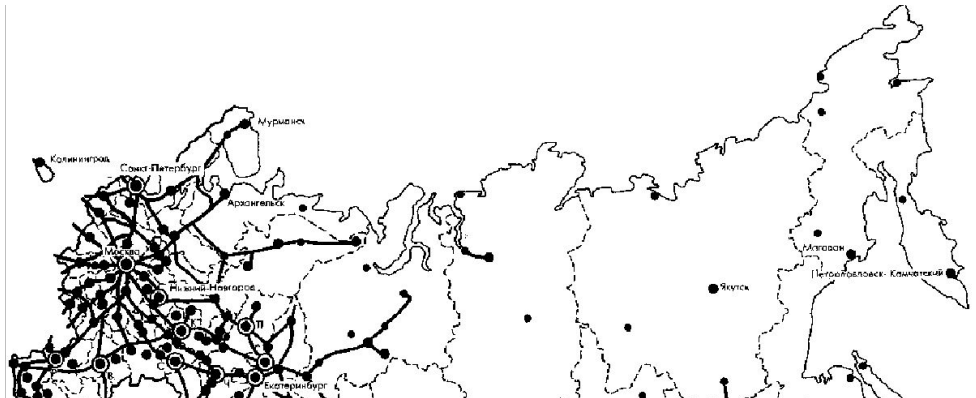 Мурманск
Калининград
Санкт-Петербург
Архангельск
Москва
Магадан
Петропавловск- Камчатский
Нижний-Новгород
Якутск
П
С
Екатеринбург